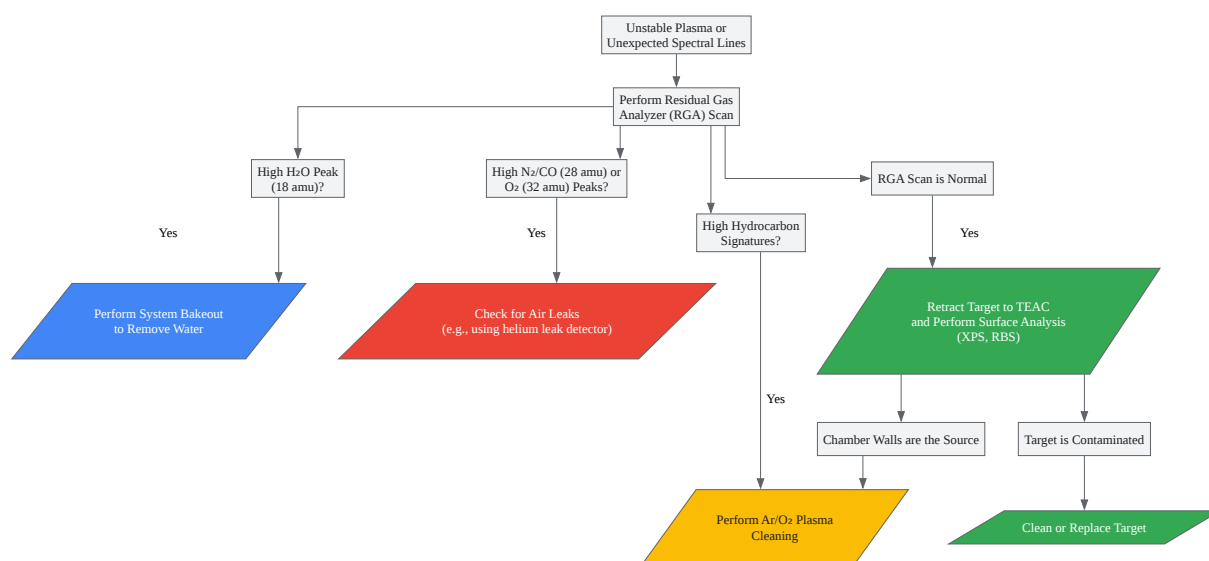 Unstable Plasma or
Unexpected Spectral Lines
Perform Residual Gas
Analyzer (RGA) Scan
High H₂O Peak
(18 amu)?
High N₂/CO (28 amu) or
O₂ (32 amu) Peaks?
RGA Scan is Normal
High Hydrocarbon
Signatures?
Yes
Yes
Yes
Perform System Bakeout
to Remove Water
Check for Air Leaks
(e.g., using helium leak detector)
Retract Target to TEAC
and Perform Surface Analysis
(XPS, RBS)
Yes
Chamber Walls are the Source
Target is Contaminated
Perform Ar/O₂ Plasma
Cleaning
Clean or Replace Target